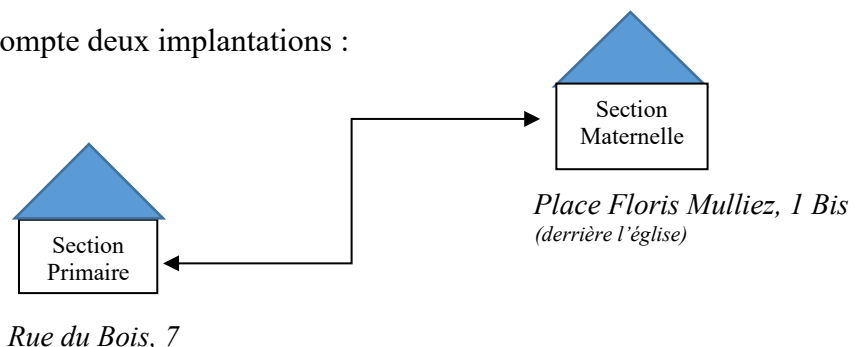 ompte deux implantations :
Section
Maternelle
Place Floris Mulliez, 1 Bis
(derrière l’église)
Section
Primaire
Rue du Bois, 7